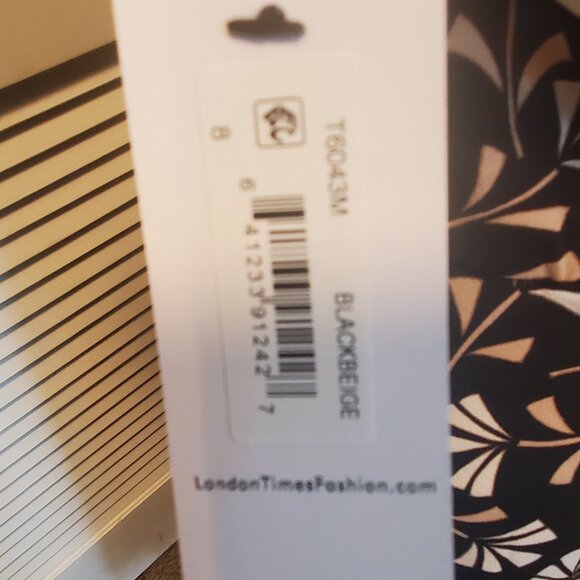 T6043M BLACKBEIGE
8
6 41233 91242 7
LondonTimesFashion.com